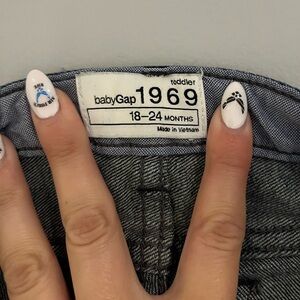 toddler
babyGap 1969
18-24 MONTHS
Made in Vietnam